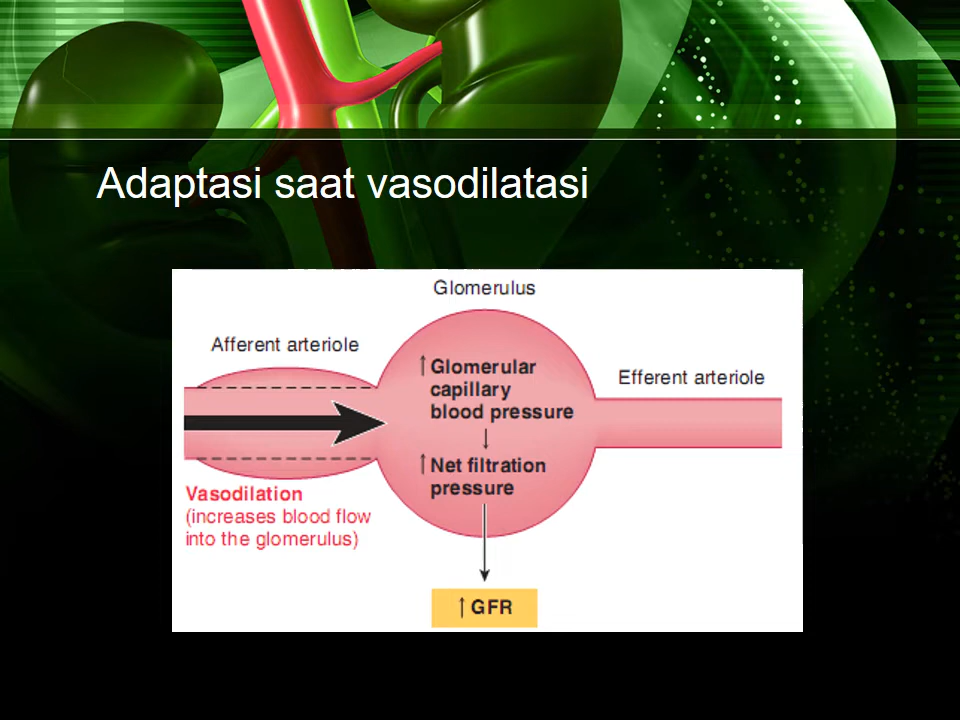 Adaptasi saat vasodilatasi
Glomerulus
Afferent arteriole
Efferent arteriole
↑ Glomerular
capillary
blood pressure
↓
↑ Net filtration
pressure
Vasodilation
(increases blood flow
into the glomerulus)
↑ GFR